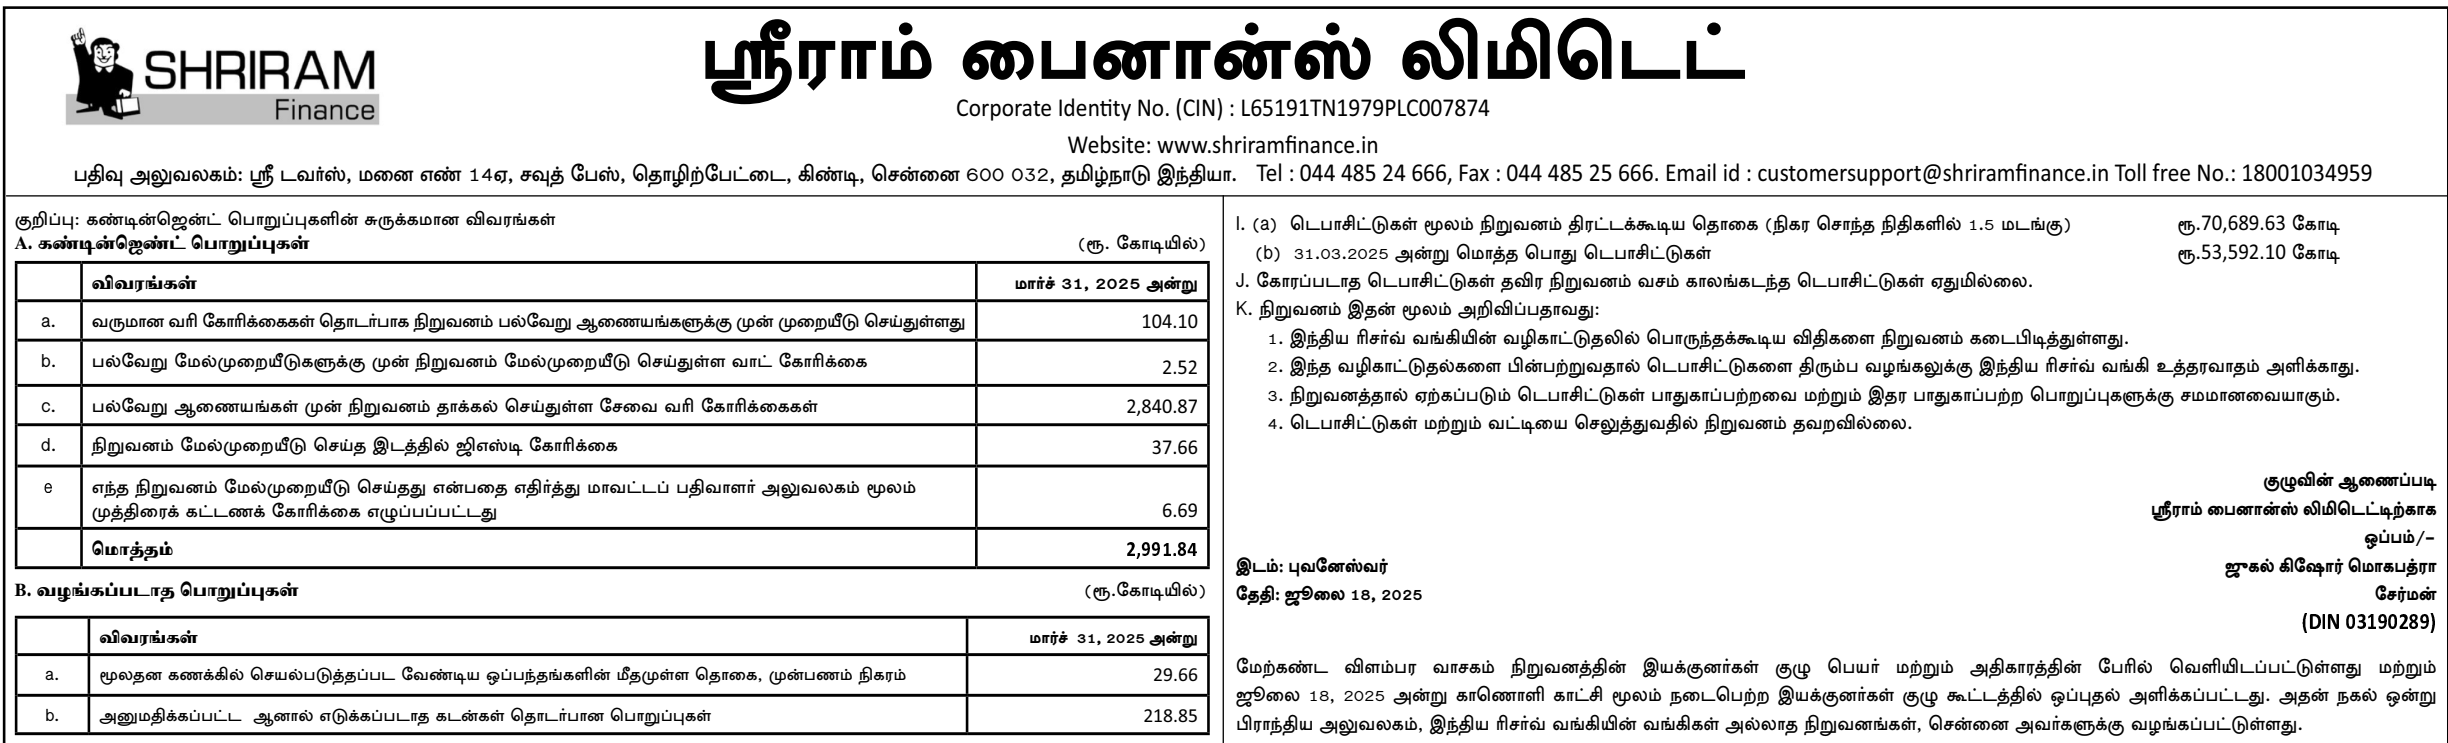 SHRIRAM
Finance
ஸ்ரீராம் பைனான்ஸ் லிமிடெட்
Corporate Identity No. (CIN) : L65191TN1979PLC007874
Website: www.shriramfinance.in
பதிவு அலுவலகம்: ஸ்ரீ டவர்ஸ், மனை எண் 14ஏ, சவுத் பேஸ், தொழிற்பேட்டை, கிண்டி, சென்னை 600 032, தமிழ்நாடு இந்தியா. Tel : 044 485 24 666, Fax : 044 485 25 666. Email id : customersupport@shriramfinance.in Toll free No.: 18001034959
குறிப்பு: கண்டின்ஜென்ட் பொறுப்புகளின் சுருக்கமான விவரங்கள்
A. கண்டின்ஜெண்ட் பொறுப்புகள் (ரூ. கோடியில்)
விவரங்கள் மார்ச் 31, 2025 அன்று
a. வருமான வரி கோரிக்கைகள் தொடர்பாக நிறுவனம் பல்வேறு ஆணையங்களுக்கு முன் முறையீடு செய்துள்ளது 104.10
b. பல்வேறு மேல்முறையீடுகளுக்கு முன் நிறுவனம் மேல்முறையீடு செய்துள்ள வாட் கோரிக்கை 2.52
c. பல்வேறு ஆணையங்கள் முன் நிறுவனம் தாக்கல் செய்துள்ள சேவை வரி கோரிக்கைகள் 2,840.87
d. நிறுவனம் மேல்முறையீடு செய்த இடத்தில் ஜிஎஸ்டி கோரிக்கை 37.66
e எந்த நிறுவனம் மேல்முறையீடு செய்தது என்பதை எதிர்த்து மாவட்டப் பதிவாளர் அலுவலகம் மூலம்
முத்திரைக் கட்டணக் கோரிக்கை எழுப்பப்பட்டது 6.69
மொத்தம் 2,991.84
B. வழங்கப்படாத பொறுப்புகள் (ரூ.கோடியில்)
விவரங்கள் மார்ச் 31, 2025 அன்று
a. மூலதன கணக்கில் செயல்படுத்தப்பட வேண்டிய ஒப்பந்தங்களின் மீதமுள்ள தொகை, முன்பணம் நிகரம் 29.66
b. அனுமதிக்கப்பட்ட ஆனால் எடுக்கப்படாத கடன்கள் தொடர்பான பொறுப்புகள் 218.85
I. (a) டெபாசிட்டுகள் மூலம் நிறுவனம் திரட்டக்கூடிய தொகை (நிகர சொந்த நிதிகளில் 1.5 மடங்கு) ரூ.70,689.63 கோடி
(b) 31.03.2025 அன்று மொத்த பொது டெபாசிட்டுகள் ரூ.53,592.10 கோடி
J. கோரப்படாத டெபாசிட்டுகள் தவிர நிறுவனம் வசம் காலங்கடந்த டெபாசிட்டுகள் ஏதுமில்லை.
K. நிறுவனம் இதன் மூலம் அறிவிப்பதாவது:
1. இந்திய ரிசர்வ் வங்கியின் வழிகாட்டுதலில் பொருந்தக்கூடிய விதிகளை நிறுவனம் கடைபிடித்துள்ளது.
2. இந்த வழிகாட்டுதல்களை பின்பற்றுவதால் டெபாசிட்டுகளை திரும்ப வழங்கலுக்கு இந்திய ரிசர்வ் வங்கி உத்தரவாதம் அளிக்காது.
3. நிறுவனத்தால் ஏற்கப்படும் டெபாசிட்டுகள் பாதுகாப்பற்றவை மற்றும் இதர பாதுகாப்பற்ற பொறுப்புகளுக்கு சமமானவையாகும்.
4. டெபாசிட்டுகள் மற்றும் வட்டியை செலுத்துவதில் நிறுவனம் தவறவில்லை.
குழுவின் ஆணைப்படி
ஸ்ரீராம் பைனான்ஸ் லிமிடெட்டிற்காக
ஒப்பம்/–
இடம்: புவனேஸ்வர் ஜுகல் கிஷோர் மொகபத்ரா
தேதி: ஜூலை 18, 2025 சேர்மன்
(DIN 03190289)
மேற்கண்ட விளம்பர வாசகம் நிறுவனத்தின் இயக்குனர்கள் குழு பெயர் மற்றும் அதிகாரத்தின் பேரில் வெளியிடப்பட்டுள்ளது மற்றும்
ஜூலை 18, 2025 அன்று காணொளி காட்சி மூலம் நடைபெற்ற இயக்குனர்கள் குழு கூட்டத்தில் ஒப்புதல் அளிக்கப்பட்டது. அதன் நகல் ஒன்று
பிராந்திய அலுவலகம், இந்திய ரிசர்வ் வங்கியின் வங்கிகள் அல்லாத நிறுவனங்கள், சென்னை அவர்களுக்கு வழங்கப்பட்டுள்ளது.